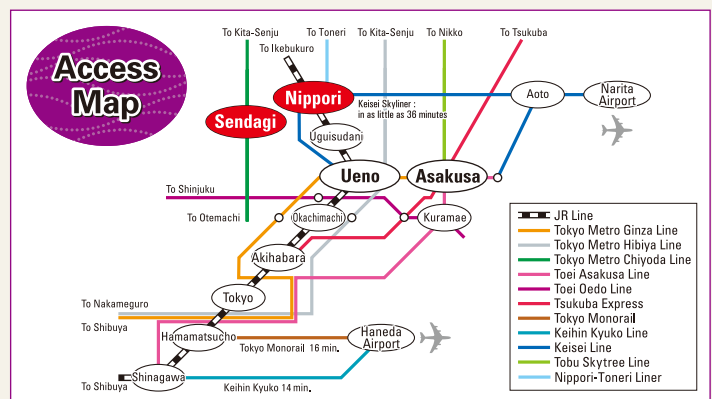 Access
Map
To Kita-Senju
To Toneri
To Kita-Senju
To Nikko
To Tsukuba
To Ikebukuro
Nippori
Keisei Skyliner :
in as little as 36 minutes
Aoto
Narita
Airport
Sendagi
Uguisudani
Ueno
Asakusa
To Shinjuku
To Otemachi
Okachimachi
Kuramae
Akihabara
Tokyo
To Nakameguro
To Shibuya
Hamamatsucho
Tokyo Monorail 16 min.
Haneda
Airport
To Shibuya
Shinagawa
Keihin Kyuko 14 min.
JR Line
Tokyo Metro Ginza Line
Tokyo Metro Hibiya Line
Tokyo Metro Chiyoda Line
Toei Asakusa Line
Toei Oedo Line
Tsukuba Express
Tokyo Monorail
Keihin Kyuko Line
Keisei Line
Tobu Skytree Line
Nippori-Toneri Liner